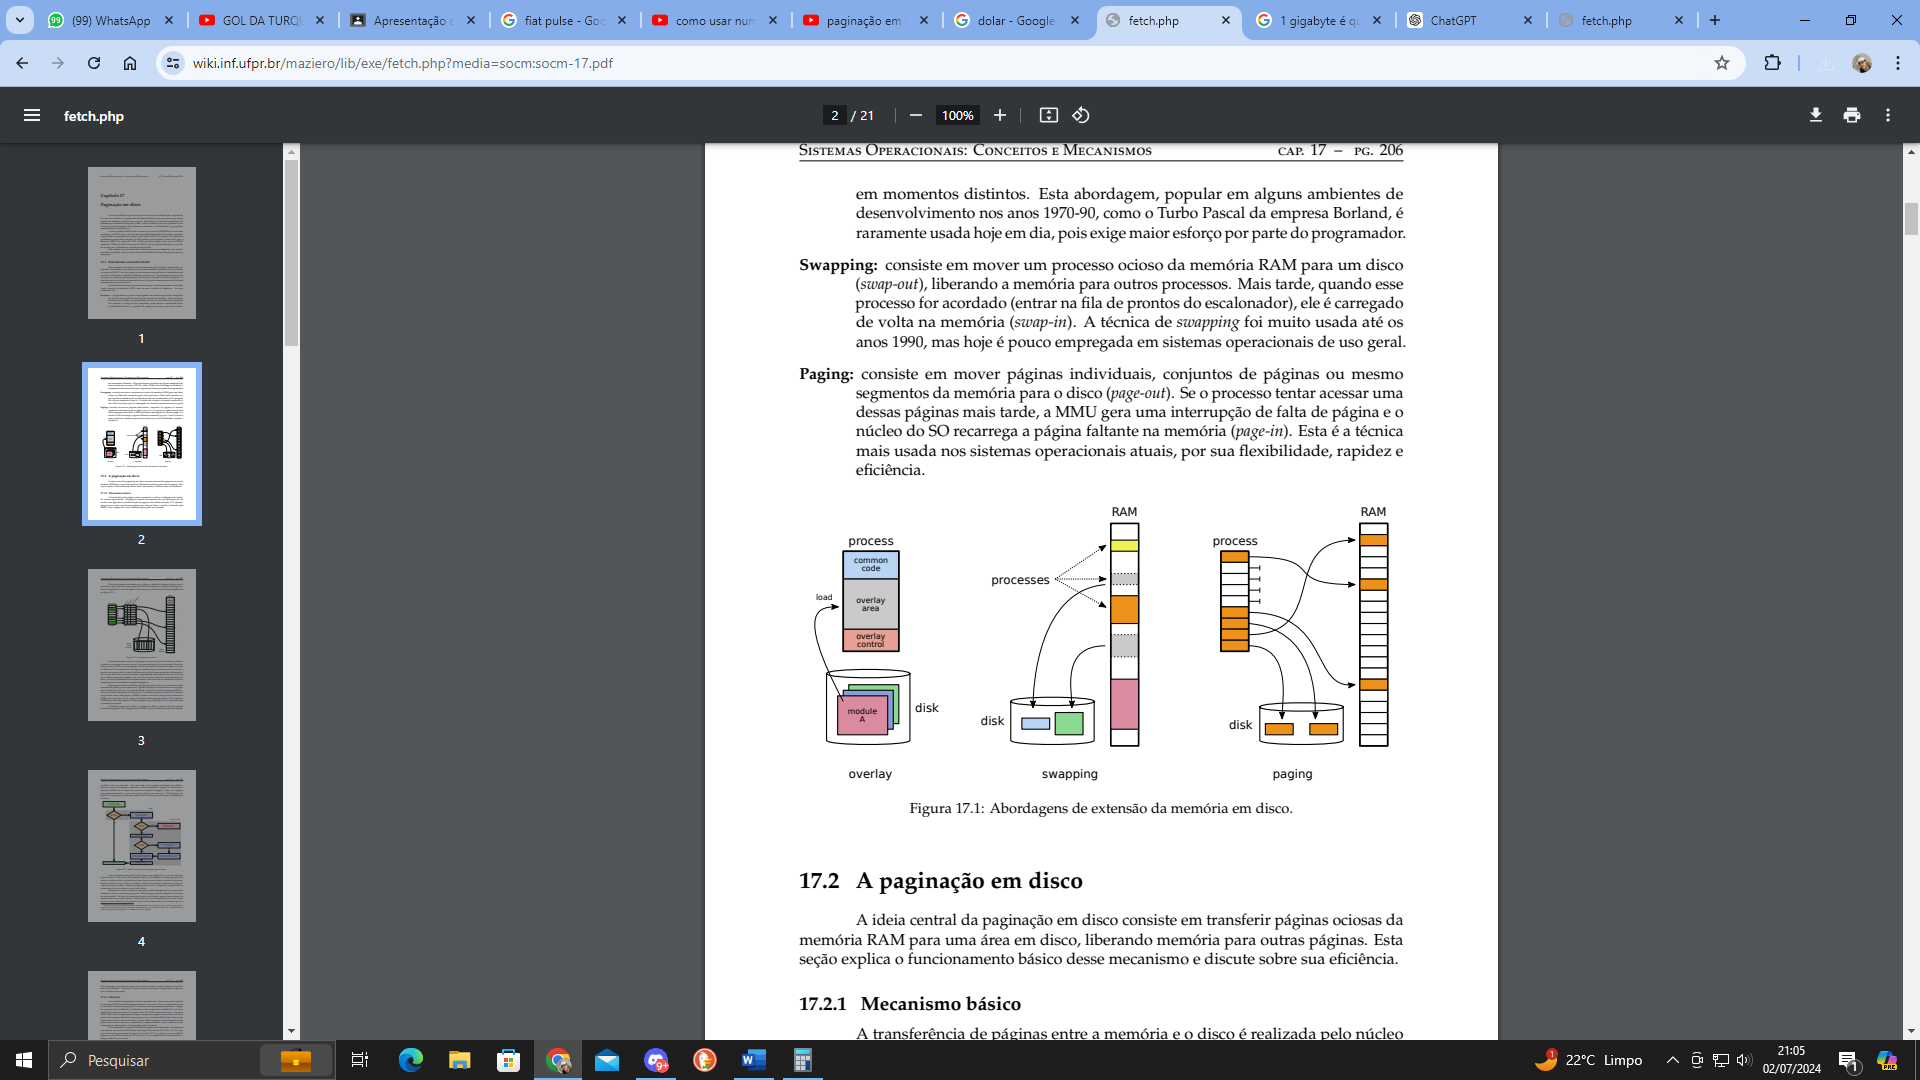 (99) WhatsApp
GOL DA TURQU
Apresentação d
fiat pulse - Goo
como usar num
paginação em
dolar - Google
fetch.php
1 gigabyte é qu
ChatGPT
fetch.php
wiki.inf.ufpr.br/maziero/lib/exe/fetch.php?media=socm:socm-17.pdf
fetch.php
2 / 21
100%
1
2
3
4
Sistemas Operacionais: Conceitos e Mecanismos cap. 17 – pg. 206
em momentos distintos. Esta abordagem, popular em alguns ambientes de
desenvolvimento nos anos 1970-90, como o Turbo Pascal da empresa Borland, é
raramente usada hoje em dia, pois exige maior esforço por parte do programador.
Swapping: consiste em mover um processo ocioso da memória RAM para um disco
(swap-out), liberando a memória para outros processos. Mais tarde, quando esse
processo for acordado (entrar na fila de prontos do escalonador), ele é carregado
de volta na memória (swap-in). A técnica de swapping foi muito usada até os
anos 1990, mas hoje é pouco empregada em sistemas operacionais de uso geral.
Paging: consiste em mover páginas individuais, conjuntos de páginas ou mesmo
segmentos da memória para o disco (page-out). Se o processo tentar acessar uma
dessas páginas mais tarde, a MMU gera uma interrupção de falta de página e o
núcleo do SO recarrega a página faltante na memória (page-in). Esta é a técnica
mais usada nos sistemas operacionais atuais, por sua flexibilidade, rapidez e
eficiência.
process
common
code
overlay
area
overlay
control
load
module
A
disk
overlay
RAM
processes
disk
swapping
RAM
process
disk
paging
Figura 17.1: Abordagens de extensão da memória em disco.
17.2 A paginação em disco
A ideia central da paginação em disco consiste em transferir páginas ociosas da
memória RAM para uma área em disco, liberando memória para outras páginas. Esta
seção explica o funcionamento básico desse mecanismo e discute sobre sua eficiência.
17.2.1 Mecanismo básico
A transferência de páginas entre a memória e o disco é realizada pelo núcleo
Pesquisar
9+
1
22°C Limpo
21:05
02/07/2024
1
PRE